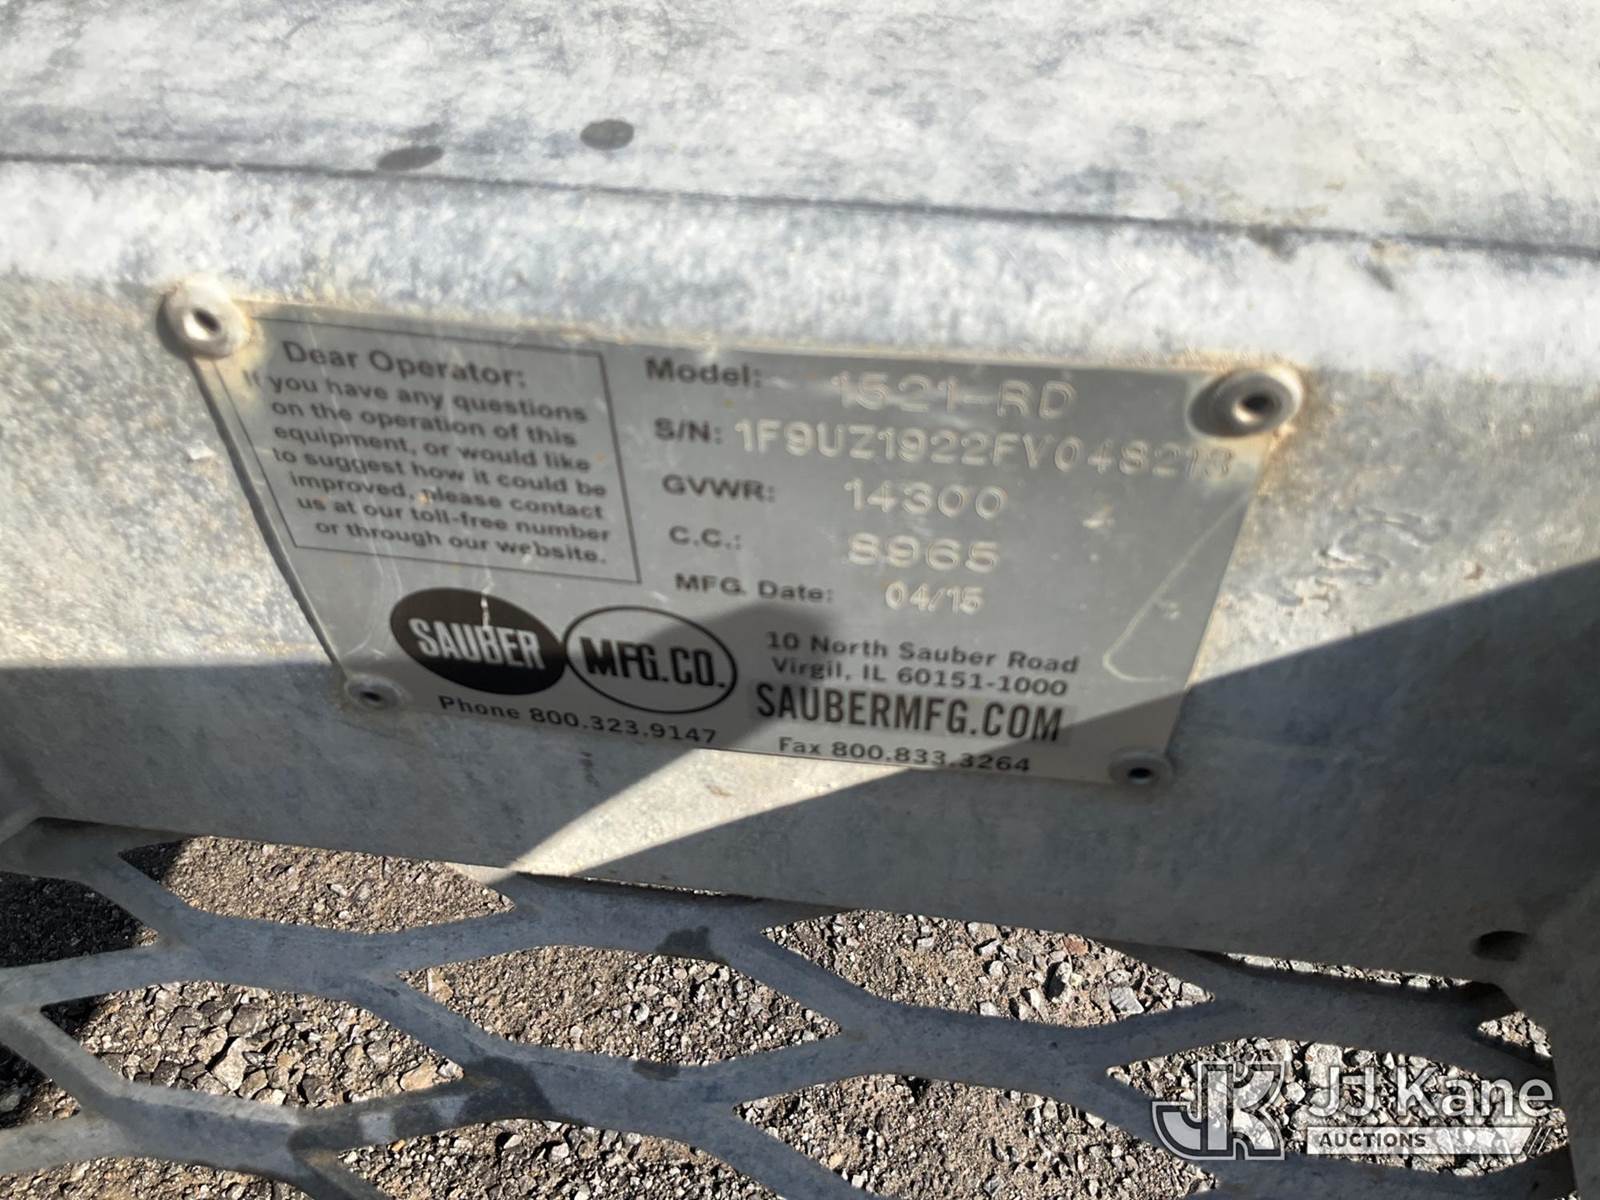 Dear Operator:
If you have any questions
on the operation of this
equipment, or would like
to suggest how it could be
improved, please contact
us at our toll-free number
or through our website.
Model: 1521-RD
S/N: 1F9UZ1922FV048213
GVWR: 14300
C.C.: 8965
MFG. Date: 04/15
SAUBER MFG.CO.
10 North Sauber Road
Virgil, IL 60151-1000
SAUBERMFG.COM
Phone 800.323.9147
Fax 800.833.3264
JK JJ Kane
AUCTIONS